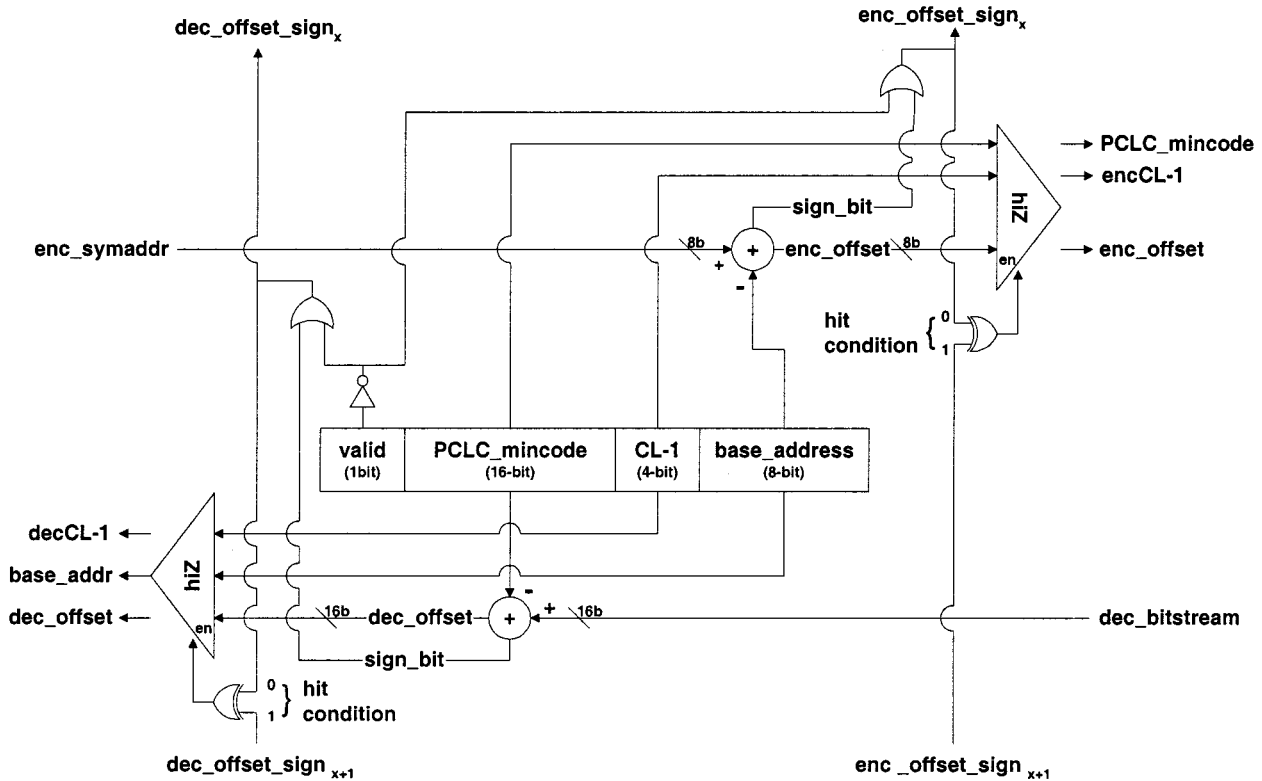 enc_offset_signx
dec_offset_signx
PCLC_mincode
encCL-1
hiZ
sign_bit
enc_symaddr
8b
+
enc_offset
8b
enc_offset
+
-
en
hit
condition
{
0
1
valid
PCLC_mincode
CL-1
base_address
(1bit)
(16-bit)
(4-bit)
(8-bit)
decCL-1
hiZ
base_addr
-
+
dec_offset
en
16b
dec_offset
+
16b
dec_bitstream
sign_bit
0
1
}
hit
condition
dec_offset_sign x+1
enc _offset_sign x+1